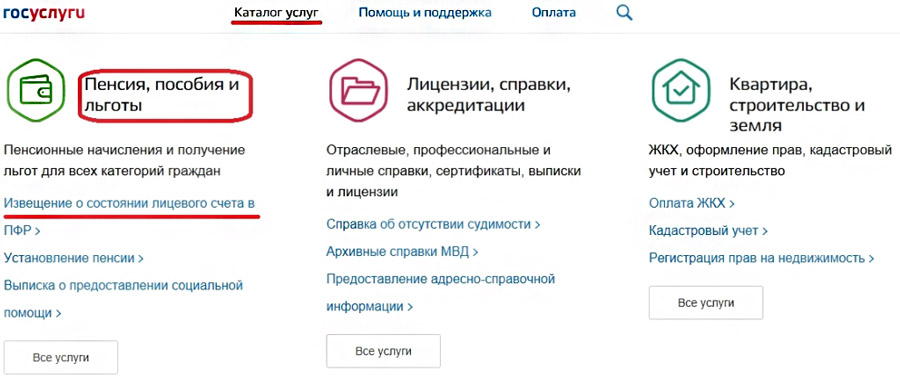 госуслуги
Каталог услуг
Помощь и поддержка
Оплата
Пенсия, пособия и
льготы
Пенсионные начисления и получение
льгот для всех категорий граждан
Извещение о состоянии лицевого счета в
ПФР >
Установление пенсии >
Выписка о предоставлении социальной
помощи >
Все услуги
Лицензии, справки,
аккредитации
Отраслевые, профессиональные и
личные справки, сертификаты, выписки
и лицензии
Справка об отсутствии судимости >
Архивные справки МВД >
Предоставление адресно-справочной
информации >
Все услуги
Квартира,
строительство и
земля
ЖКХ, оформление прав, кадастровый
учет и строительство
Оплата ЖКХ >
Кадастровый учет >
Регистрация прав на недвижимость >
Все услуги